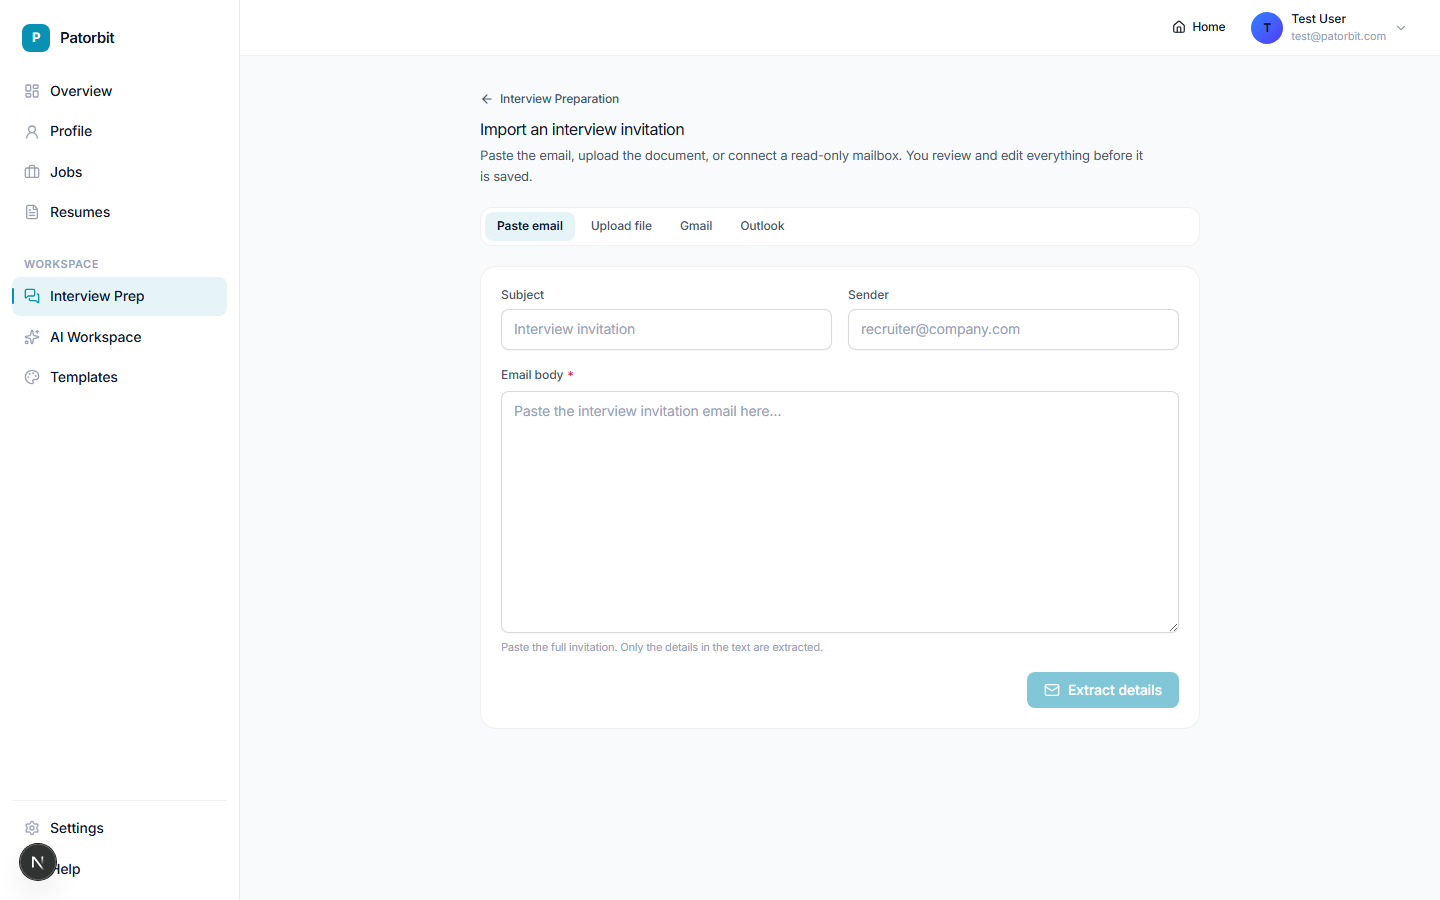 P Patorbit
Overview
Profile
Jobs
Resumes
WORKSPACE
Interview Prep
AI Workspace
Templates
Settings
N
Help
Home
T
Test User
test@patorbit.com
Interview Preparation
Import an interview invitation
Paste the email, upload the document, or connect a read-only mailbox. You review and edit everything before it
is saved.
Paste email Upload file Gmail Outlook
Subject
Interview invitation
Sender
recruiter@company.com
Email body *
Paste the interview invitation email here...
Paste the full invitation. Only the details in the text are extracted.
Extract details